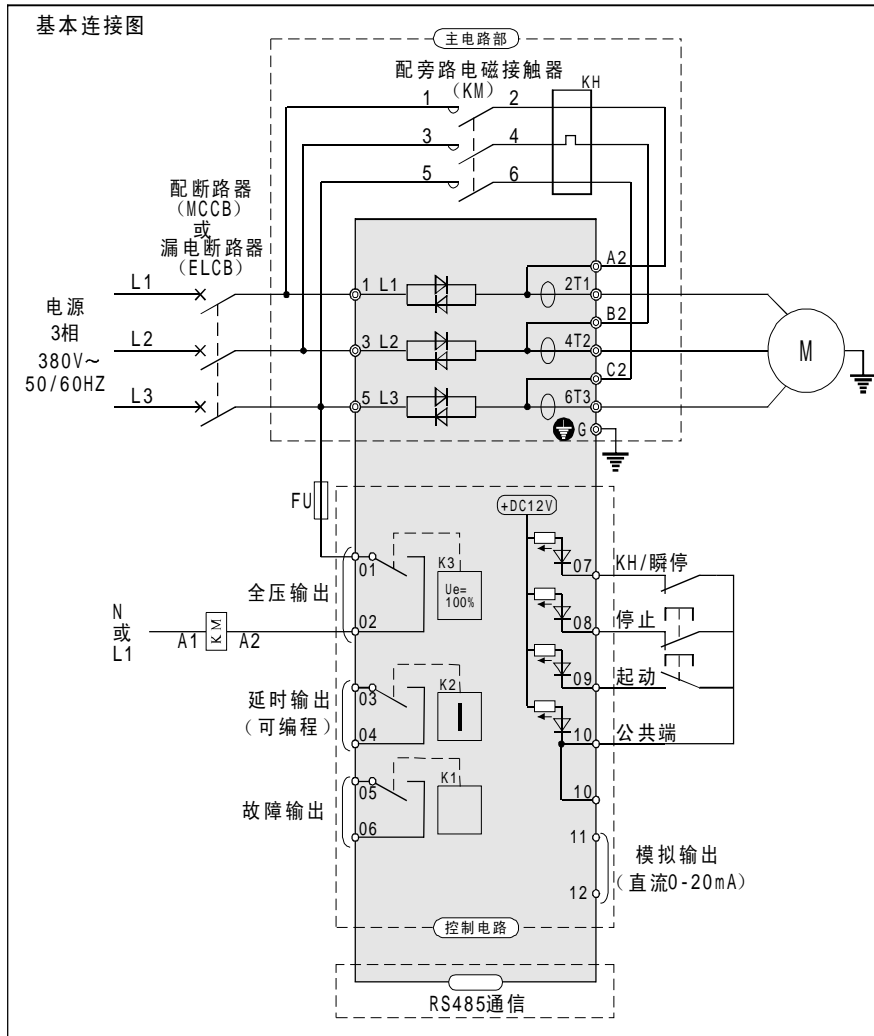 基本连接图
主电路部
配旁路电磁接触器
（KM）
KH
1
2
3
4
5
6
配断路器
（MCCB）
或
漏电断路器
（ELCB）
电源
3相
380V～
50/60HZ
L1
L2
L3
1 L1
3 L2
5 L3
A2
2T1
B2
4T2
C2
6T3
G
M
FU
+DC12V
全压输出
01
02
K3
Ue=
100%
N
或
L1
A1
KM
A2
延时输出
（可编程）
03
04
K2
故障输出
05
06
K1
07
KH/瞬停
08
停止
09
起动
10
公共端
10
11
12
模拟输出
（直流0-20mA）
控制电路
RS485通信